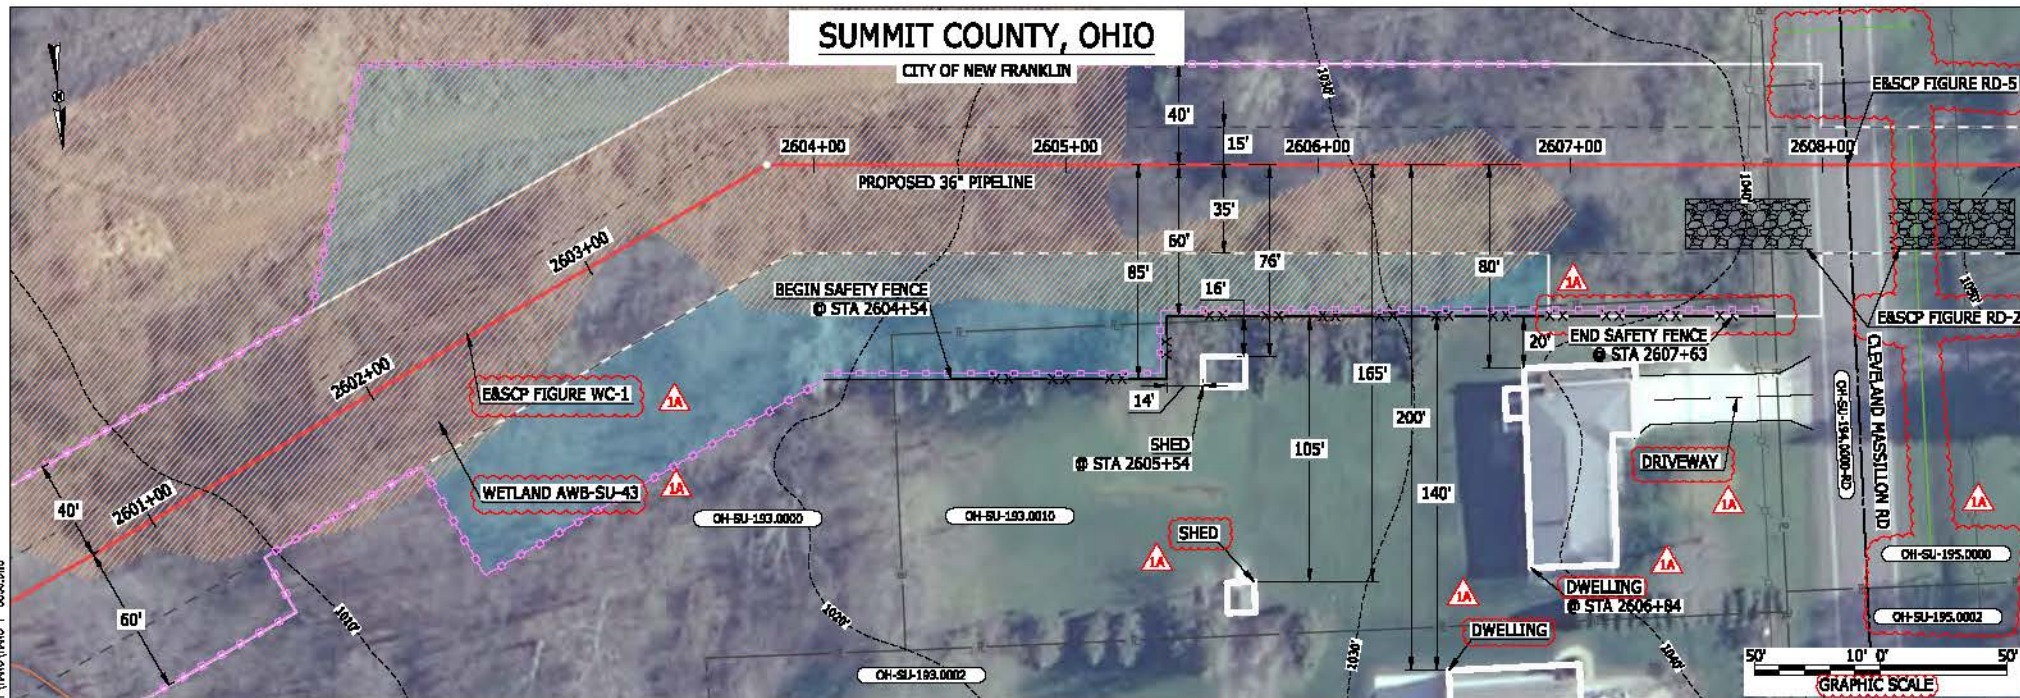 SUMMIT COUNTY, OHIO
CITY OF NEW FRANKLIN
N
1030'
40'
15'
E&SCP FIGURE RD-5
2604+00
2605+00
2606+00
2607+00
2608+00
PROPOSED 36" PIPELINE
1040'
35'
60'
76'
85'
80'
16'
2603+00
BEGIN SAFETY FENCE
@ STA 2604+54
1A
1050'
E&SCP FIGURE RD-2
20'
END SAFETY FENCE
@ STA 2607+63
2602+00
E&SCP FIGURE WC-1
1A
14'
165'
200'
CLEVELAND MASSILLON RD
OH-SU-194.0000-RD
SHED
@ STA 2605+54
105'
DRIVEWAY
1A
WETLAND AWB-SU-43
1A
140'
1A
2601+00
40'
OH-SU-193.0000
OH-SU-193.0010
SHED
1A
OH-SU-195.0000
1A
DWELLING
@ STA 2606+84
1A
60'
1010'
1020'
DWELLING
OH-SU-195.0002
1030'
1040'
OH-SU-193.0002
50' 10' 0' 50'
GRAPHIC SCALE